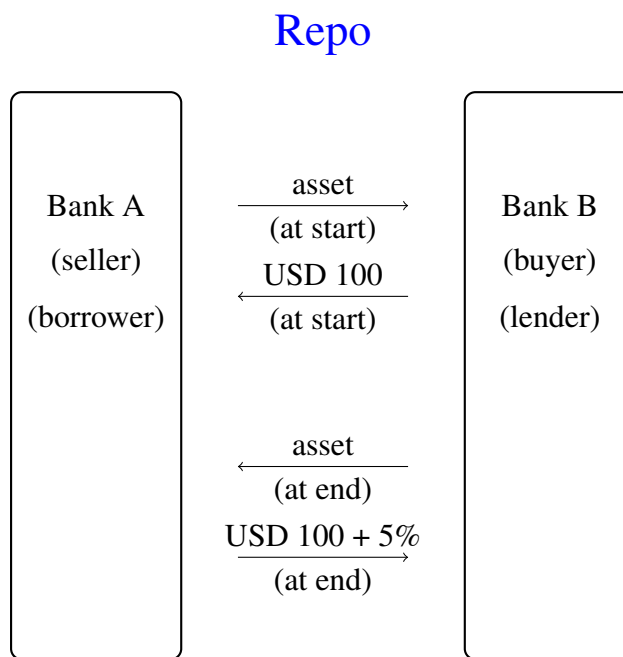 Repo
Bank A
(seller)
(borrower)
asset
(at start)
USD 100
(at start)
asset
(at end)
USD 100 + 5%
(at end)
Bank B
(buyer)
(lender)